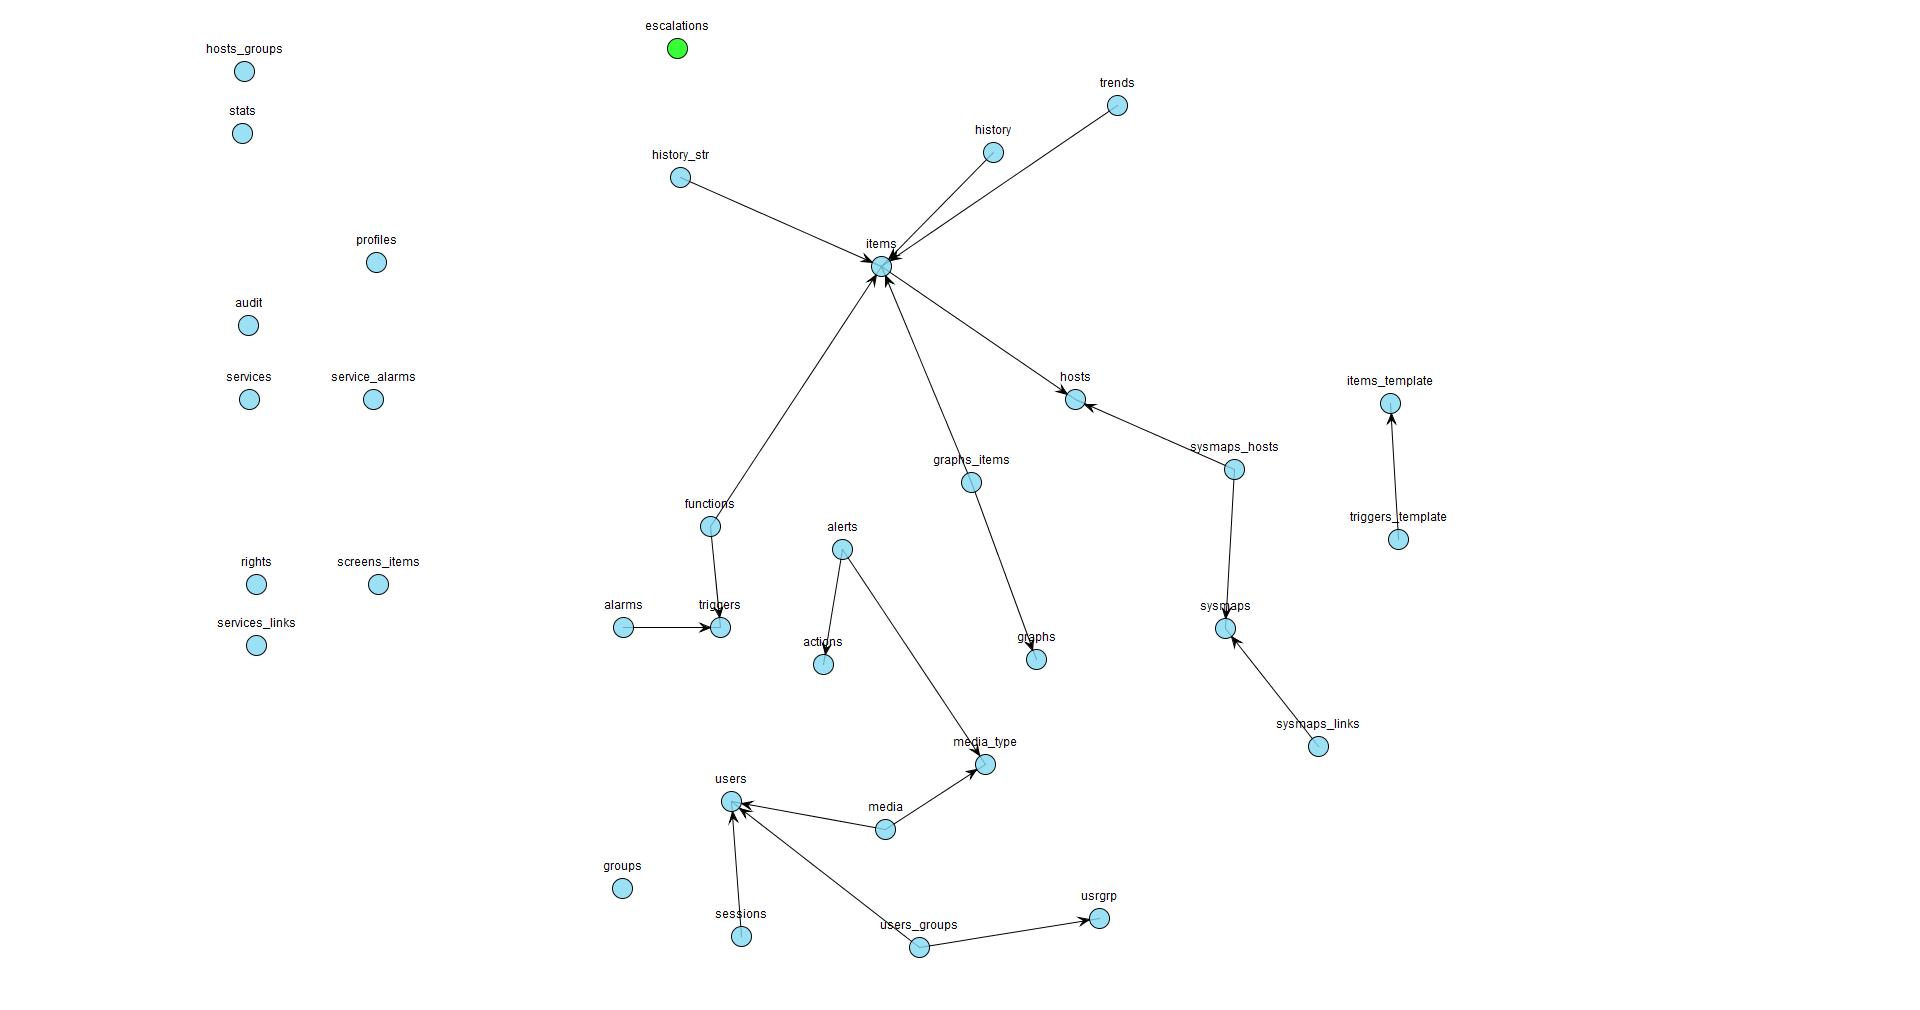 escalations
hosts_groups
trends
stats
history
history_str
profiles
items
audit
services
service_alarms
hosts
items_template
sysmaps_hosts
graphs_items
functions
triggers_template
alerts
rights
screens_items
alarms
triggers
sysmaps
services_links
actions
graphs
sysmaps_links
media_type
users
media
groups
usrgrp
sessions
users_groups